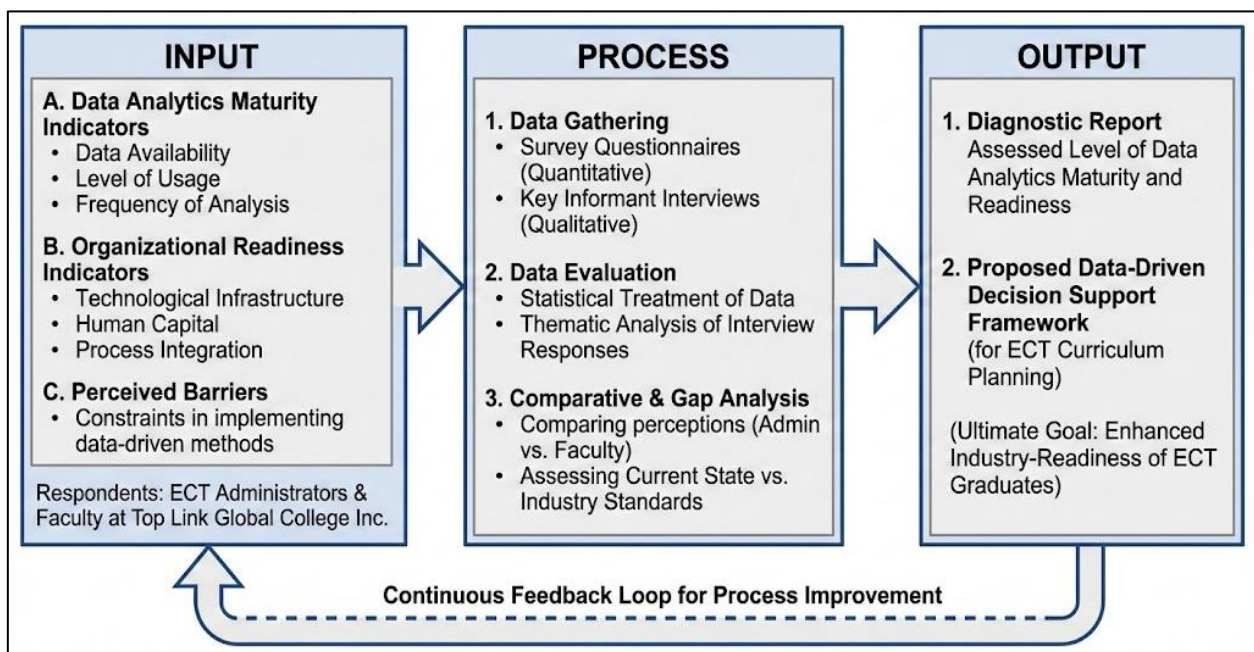 INPUT
A. Data Analytics Maturity
Indicators
• Data Availability
• Level of Usage
• Frequency of Analysis
B. Organizational Readiness
Indicators
• Technological Infrastructure
• Human Capital
• Process Integration
C. Perceived Barriers
• Constraints in implementing
data-driven methods
Respondents: ECT Administrators &
Faculty at Top Link Global College Inc.
PROCESS
1. Data Gathering
• Survey Questionnaires
(Quantitative)
• Key Informant Interviews
(Qualitative)
2. Data Evaluation
• Statistical Treatment of Data
• Thematic Analysis of Interview
Responses
3. Comparative & Gap Analysis
• Comparing perceptions (Admin
vs. Faculty)
• Assessing Current State vs.
Industry Standards
OUTPUT
1. Diagnostic Report
Assessed Level of Data
Analytics Maturity and
Readiness
2. Proposed Data-Driven
Decision Support
Framework
(for ECT Curriculum
Planning)
(Ultimate Goal: Enhanced
Industry-Readiness of ECT
Graduates)
Continuous Feedback Loop for Process Improvement